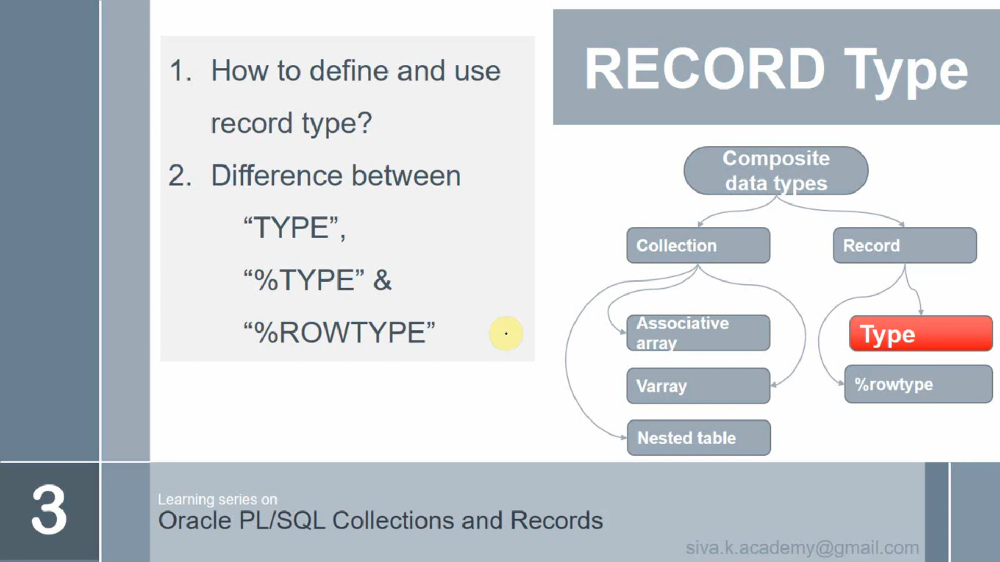 1. How to define and use
record type?
2. Difference between
“TYPE”,
“%TYPE” &
“%ROWTYPE”
RECORD Type
Composite
data types
Collection
Record
Associative
array
Type
Varray
%rowtype
Nested table
3
Learning series on
Oracle PL/SQL Collections and Records
siva.k.academy@gmail.com